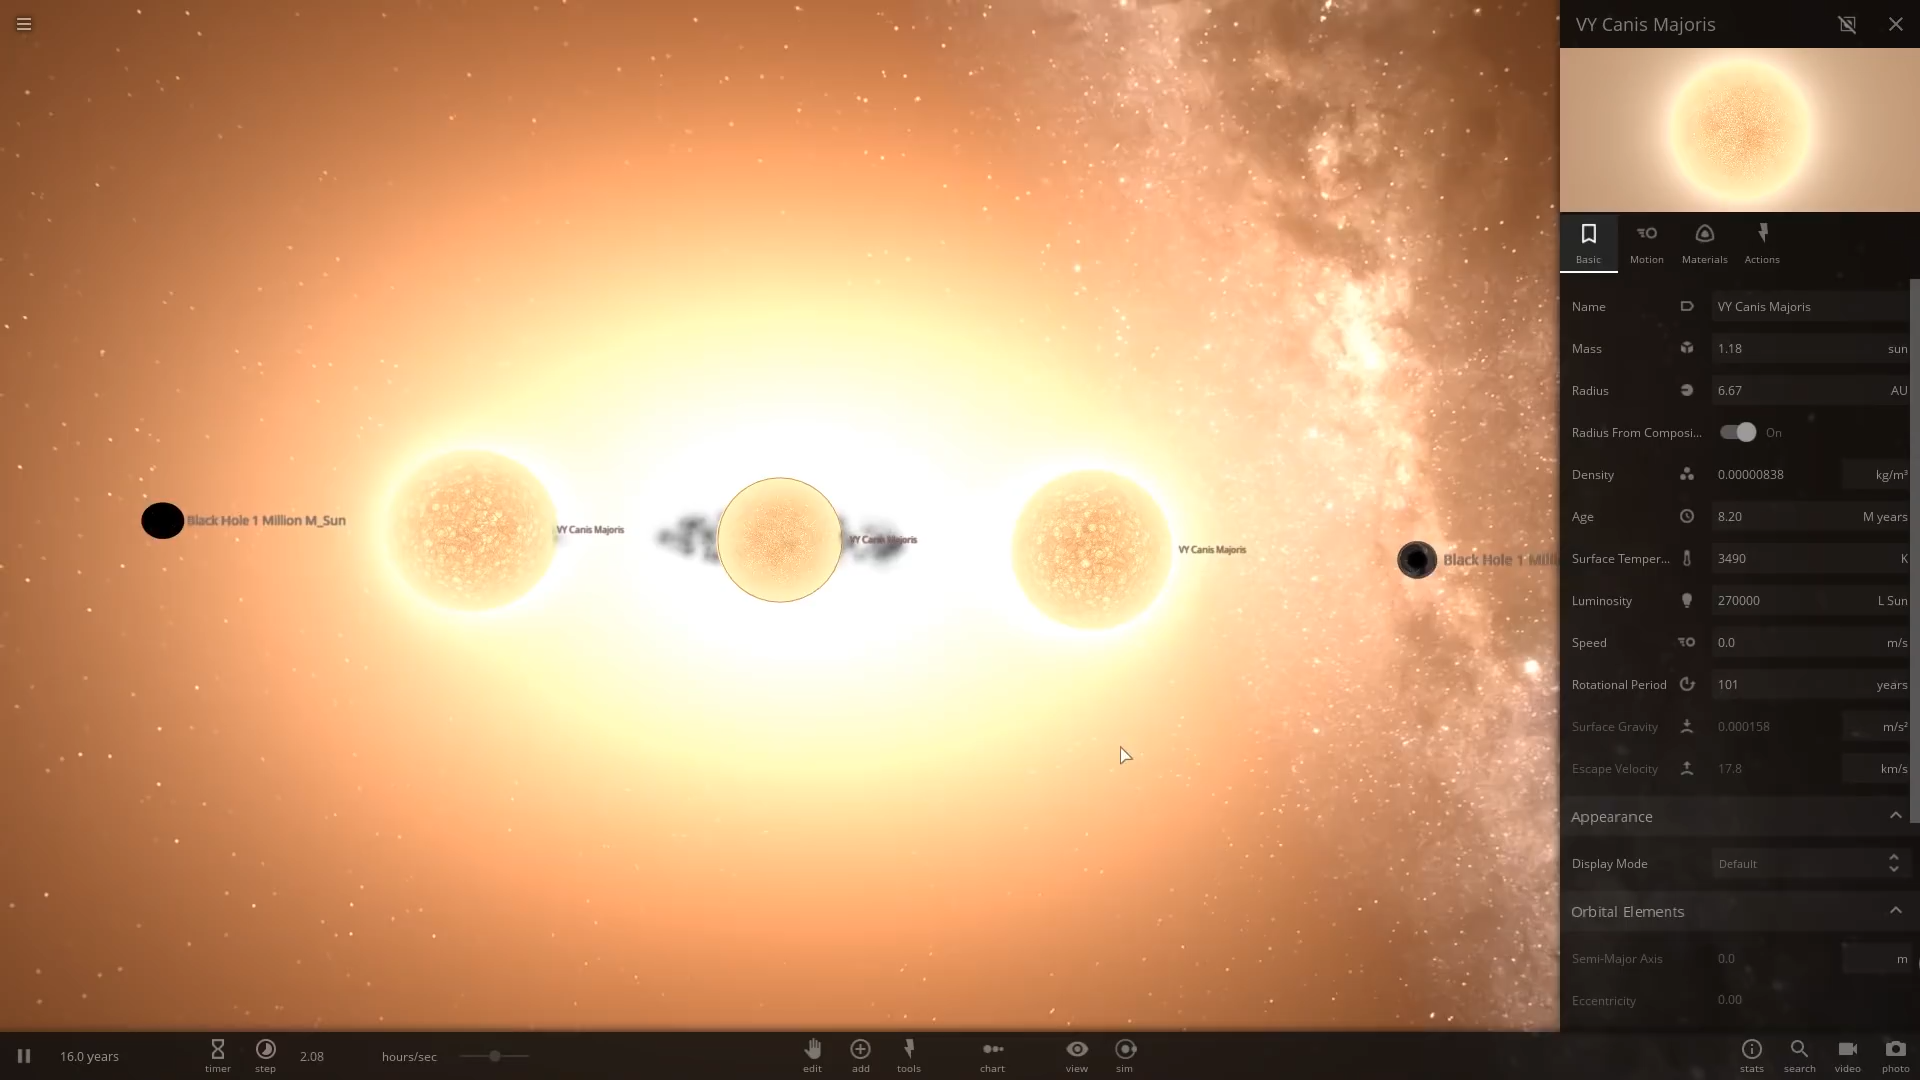 VY Canis Majoris
Basic
Motion
Materials
Actions
Name VY Canis Majoris
Mass 1.18 sun
Radius 6.67 AU
Radius From Composi... On
Density 0.00000838 kg/m³
Age 8.20 M years
Surface Temper... 3490 K
Luminosity 270000 L Sun
Speed 0.0 m/s
Rotational Period 101 years
Surface Gravity 0.000158 m/s²
Escape Velocity 17.8 km/s
Appearance
Display Mode Default
Orbital Elements
Semi-Major Axis 0.0 m
Eccentricity 0.00
Black Hole 1 Million M_Sun
VY Canis Majoris
VY Canis Majoris
VY Canis Majoris
Black Hole 1 Milli
16.0 years
timer
step
2.08 hours/sec
edit
add
tools
chart
view
sim
stats
search
video
photo